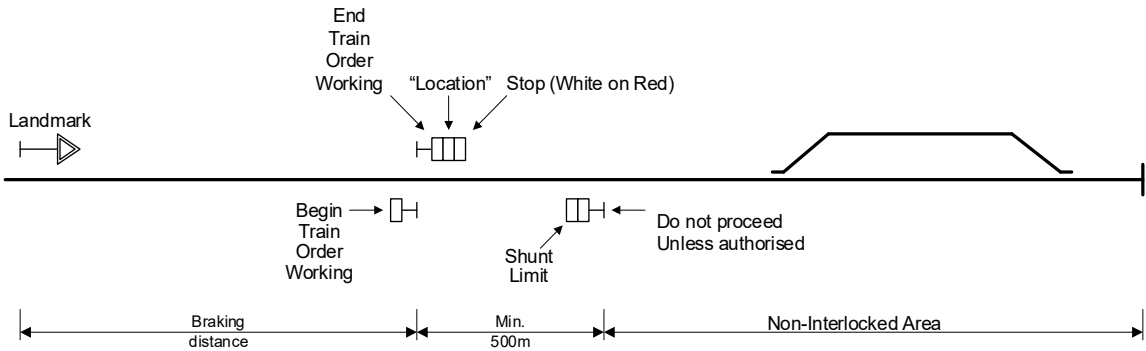 End
Train
Order
Working
“Location”
Stop (White on Red)
Landmark
Begin
Train
Order
Working
Shunt
Limit
Do not proceed
Unless authorised
Braking
distance
Min.
500m
Non-Interlocked Area